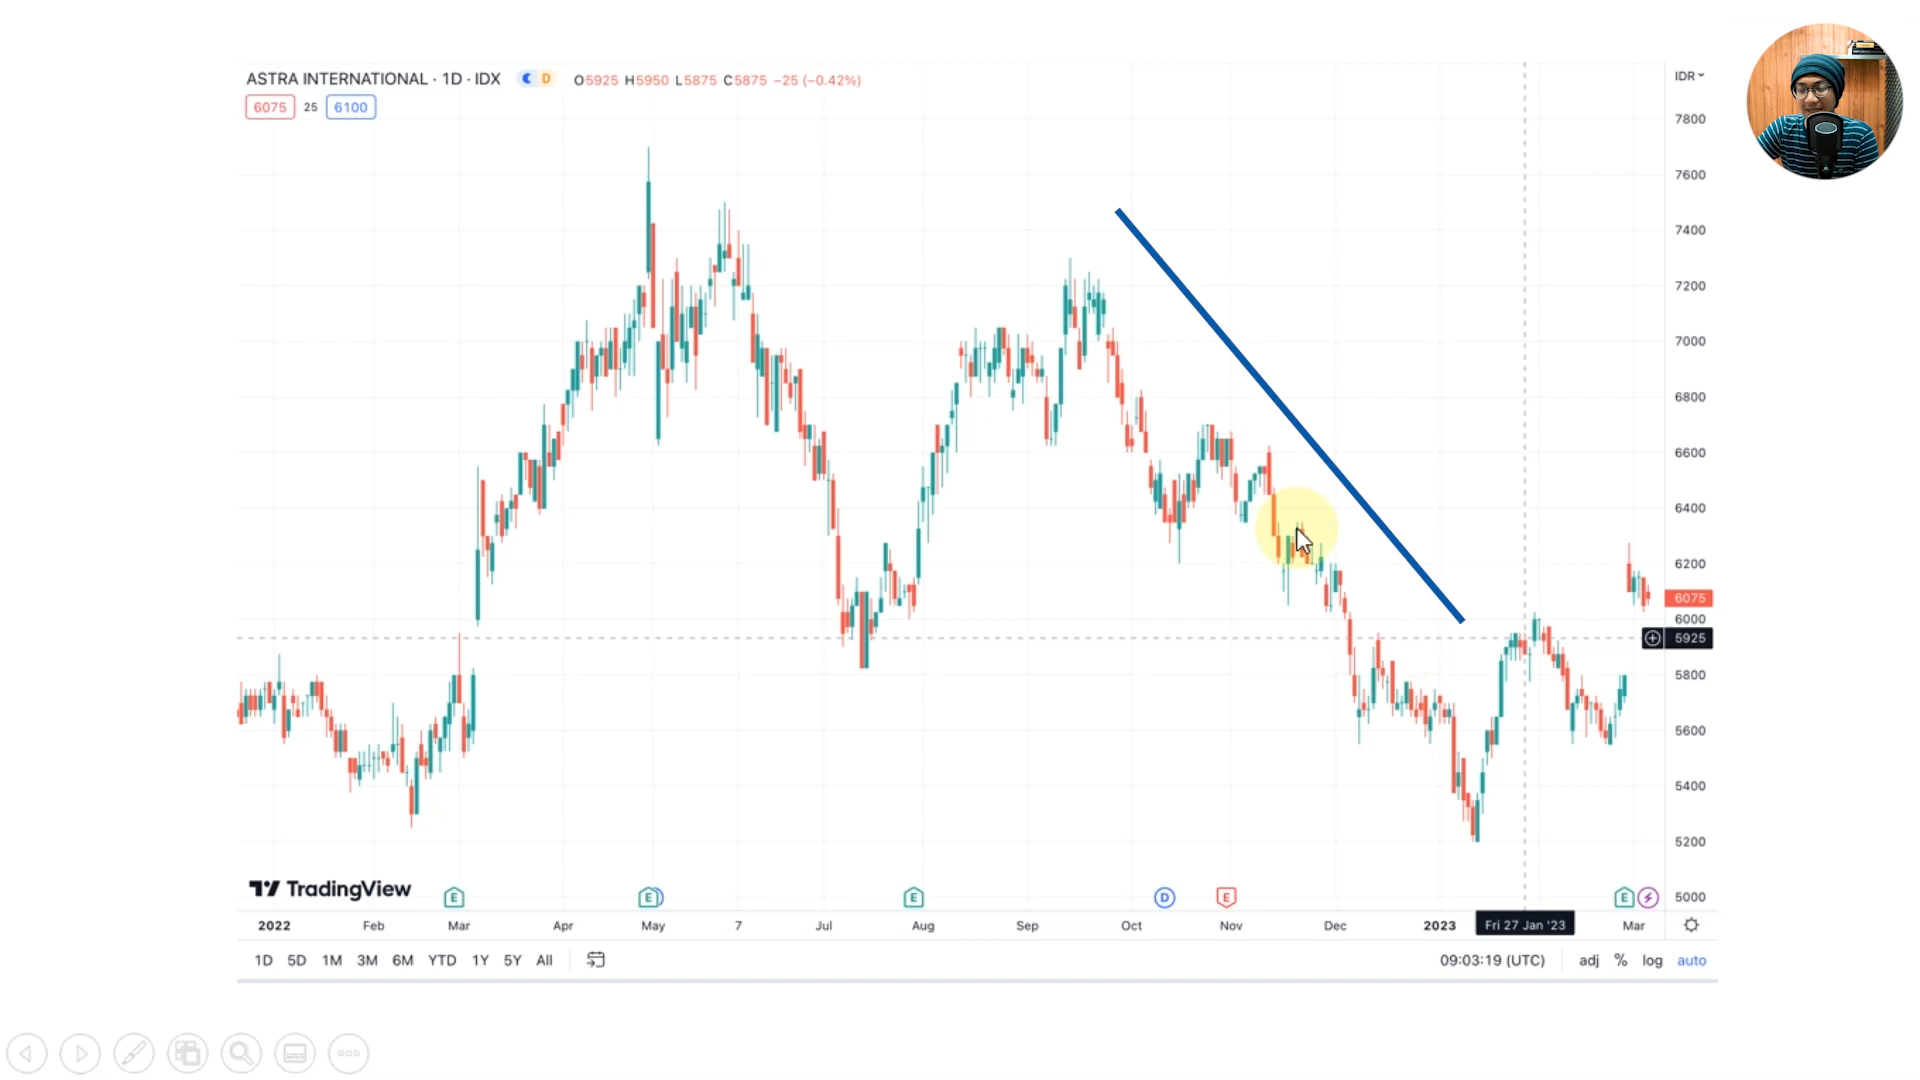 ASTRA INTERNATIONAL · 1D · IDX D O5925 H5950 L5875 C5875 −25 (−0.42%)
6075 25 6100
IDR
7800
7600
7400
7200
7000
6800
6600
6400
6200
6075
6000
5925
5800
5600
5400
5200
5000
TradingView
E E E D E E
2022 Feb Mar Apr May 7 Jul Aug Sep Oct Nov Dec 2023 Fri 27 Jan '23 Mar
1D 5D 1M 3M 6M YTD 1Y 5Y All 09:03:19 (UTC) adj % log auto